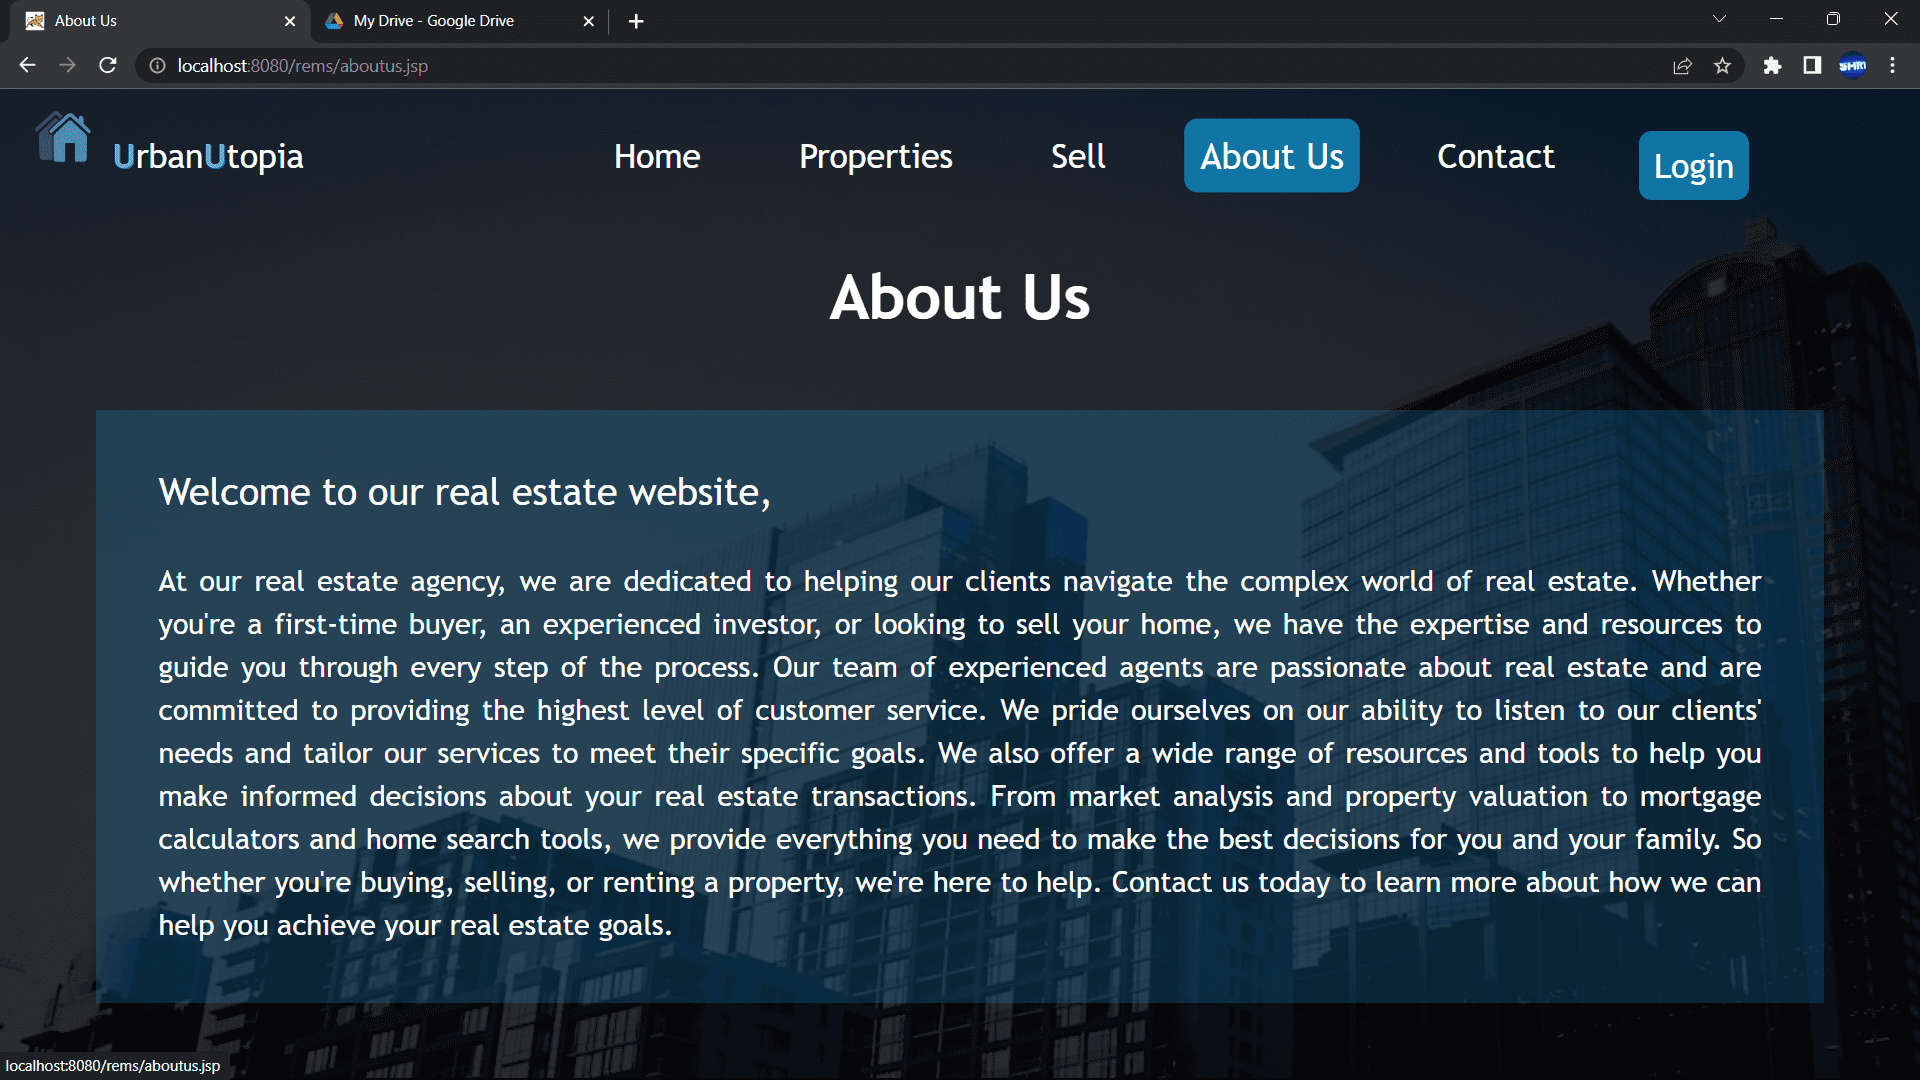 About Us
My Drive - Google Drive
localhost:8080/rems/aboutus.jsp
SHRI
UrbanUtopia
Home
Properties
Sell
About Us
Contact
Login
About Us
Welcome to our real estate website,
At our real estate agency, we are dedicated to helping our clients navigate the complex world of real estate. Whether
you're a first-time buyer, an experienced investor, or looking to sell your home, we have the expertise and resources to
guide you through every step of the process. Our team of experienced agents are passionate about real estate and are
committed to providing the highest level of customer service. We pride ourselves on our ability to listen to our clients'
needs and tailor our services to meet their specific goals. We also offer a wide range of resources and tools to help you
make informed decisions about your real estate transactions. From market analysis and property valuation to mortgage
calculators and home search tools, we provide everything you need to make the best decisions for you and your family. So
whether you're buying, selling, or renting a property, we're here to help. Contact us today to learn more about how we can
help you achieve your real estate goals.
localhost:8080/rems/aboutus.jsp